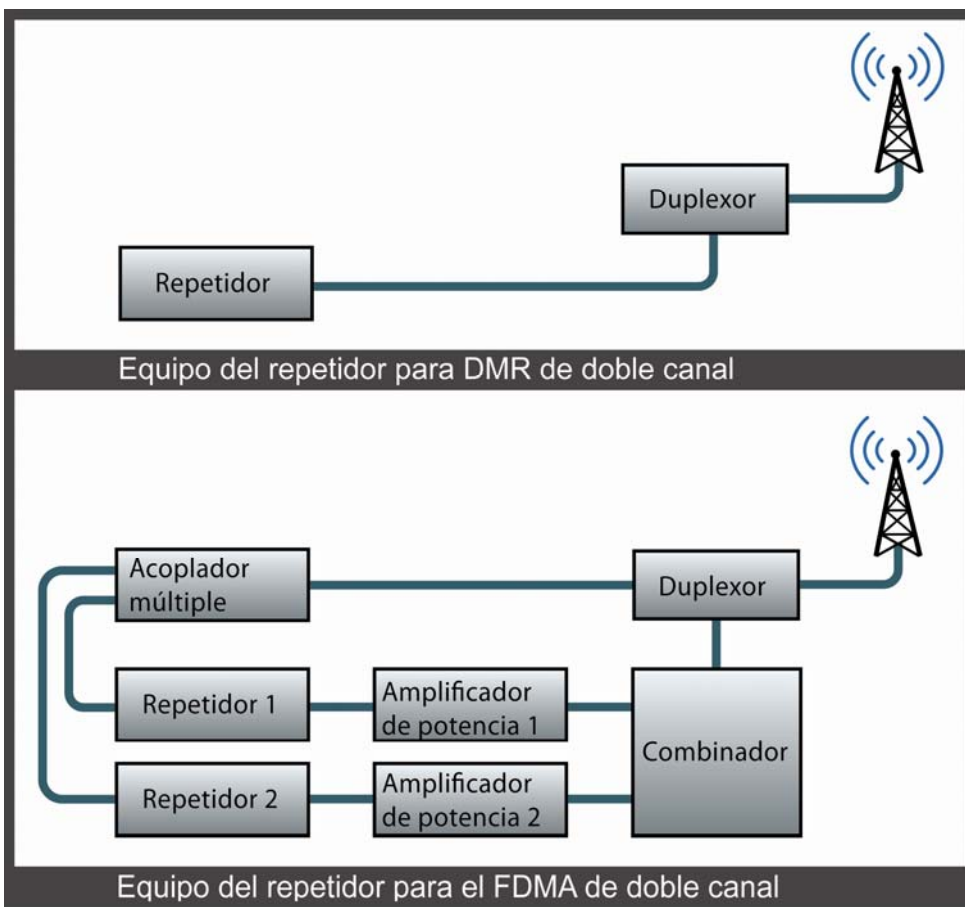 Duplexor
Repetidor
Equipo del repetidor para DMR de doble canal
Acoplador
múltiple
Duplexor
Repetidor 1
Amplificador
de potencia 1
Combinador
Repetidor 2
Amplificador
de potencia 2
Equipo del repetidor para el FDMA de doble canal